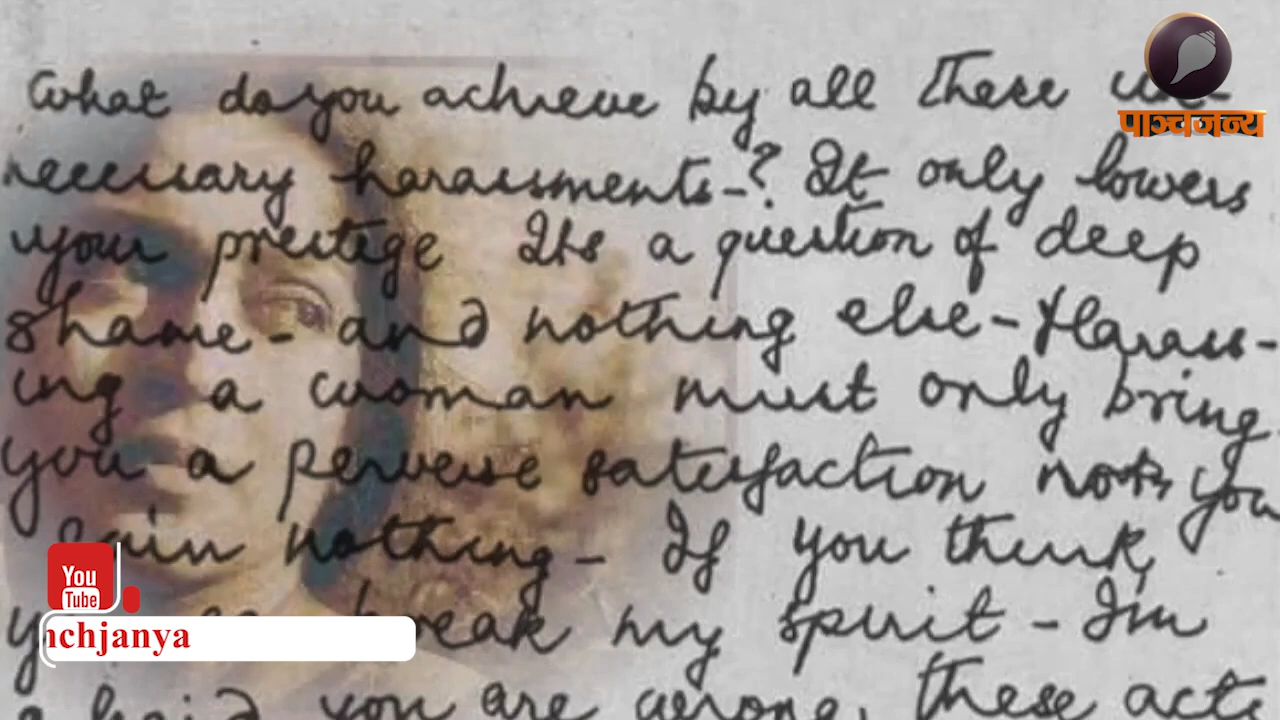 What do you achieve by all these un-
necessary harassments-? It only lowers
your prestige Its a question of deep
shame - and nothing else - Harass-
ing a woman must only bring
you a perverse satisfaction you
gain nothing - If you think
break my spirit - I'm
you are wrong, these acts
पाञ्चजन्य
You
Tube
nchjanya